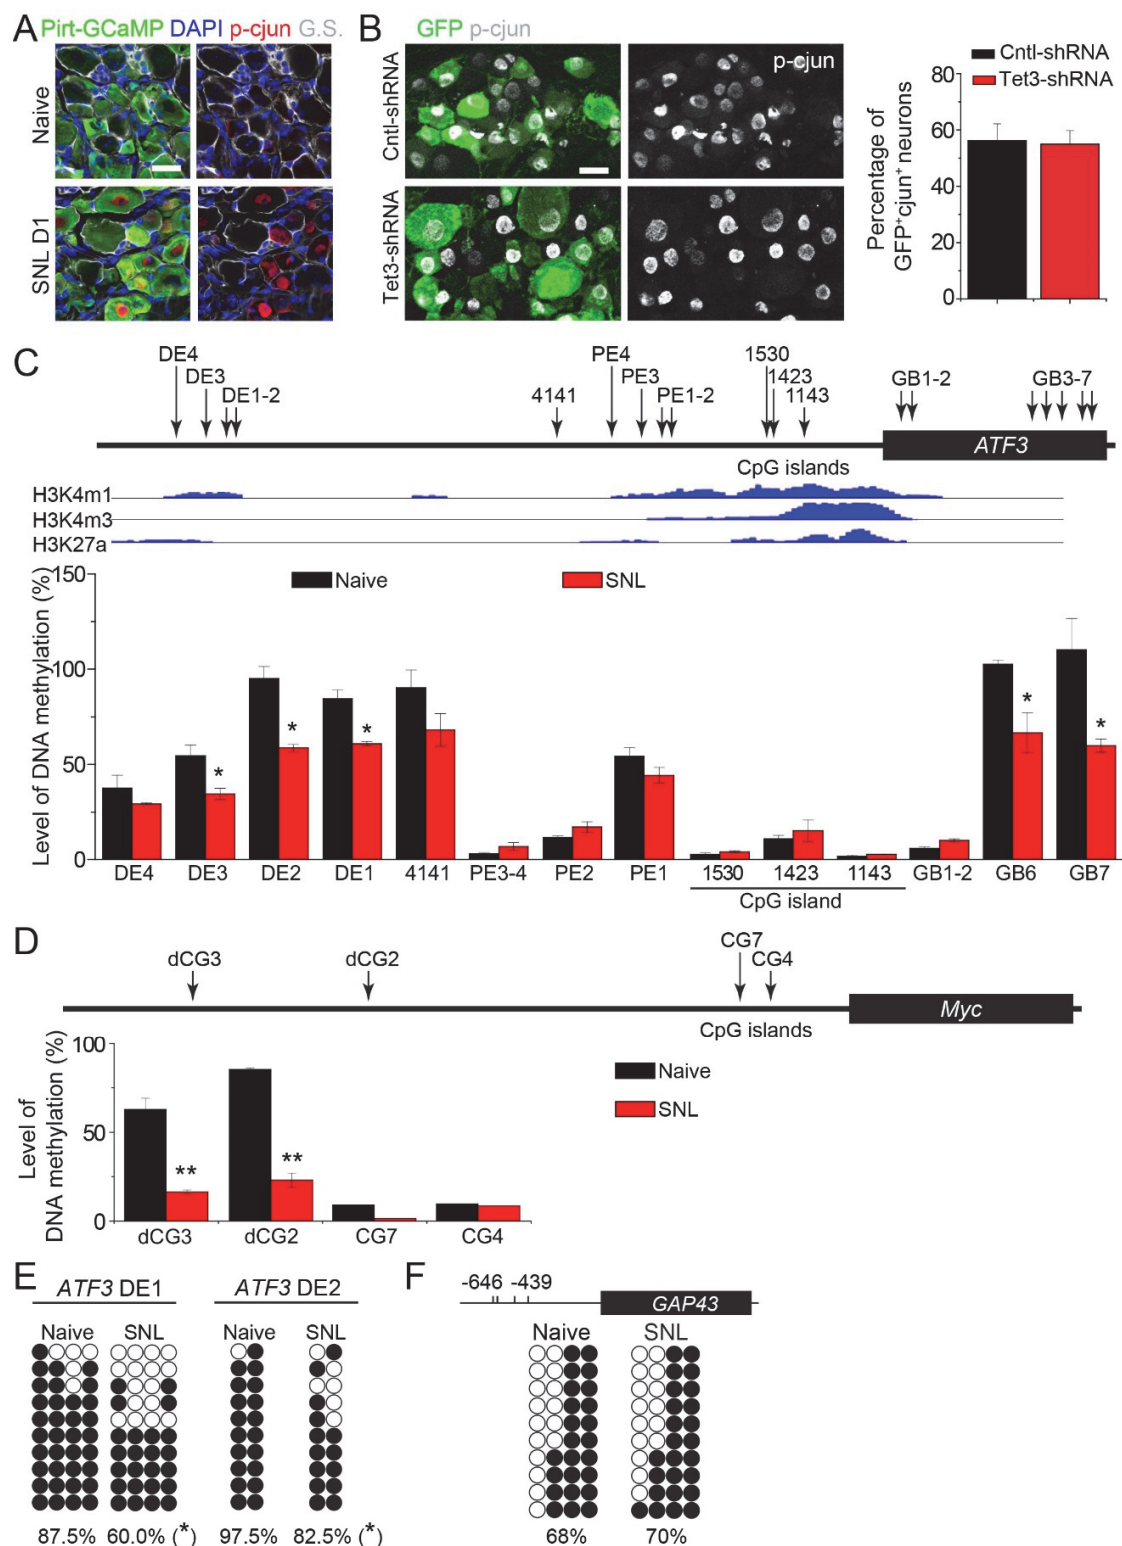 A Pirt-GCaMP DAPI p-cjun G.S.
Naive
SNL D1
B GFP p-cjun
Cntl-shRNA
p-cjun
Tet3-shRNA
Cntl-shRNA
Tet3-shRNA
Percentage of
GFP⁺cjun⁺ neurons
80
60
40
20
0
C
DE4
DE3
DE1-2
4141
PE4
PE3
PE1-2
1530
1423
1143
GB1-2
GB3-7
ATF3
CpG islands
H3K4m1
H3K4m3
H3K27a
Level of DNA methylation (%)
150
100
50
0
Naive
SNL
* * * * *
DE4 DE3 DE2 DE1 4141 PE3-4 PE2 PE1 1530 1423 1143 GB1-2 GB6 GB7
CpG island
D
dCG3
dCG2
CG7
CG4
CpG islands
Myc
Level of
DNA methylation (%)
100
50
0
Naive
SNL
** **
dCG3 dCG2 CG7 CG4
E
ATF3 DE1 ATF3 DE2
Naive SNL Naive SNL
87.5% 60.0% (*) 97.5% 82.5% (*)
F
-646 -439
GAP43
Naive SNL
68% 70%